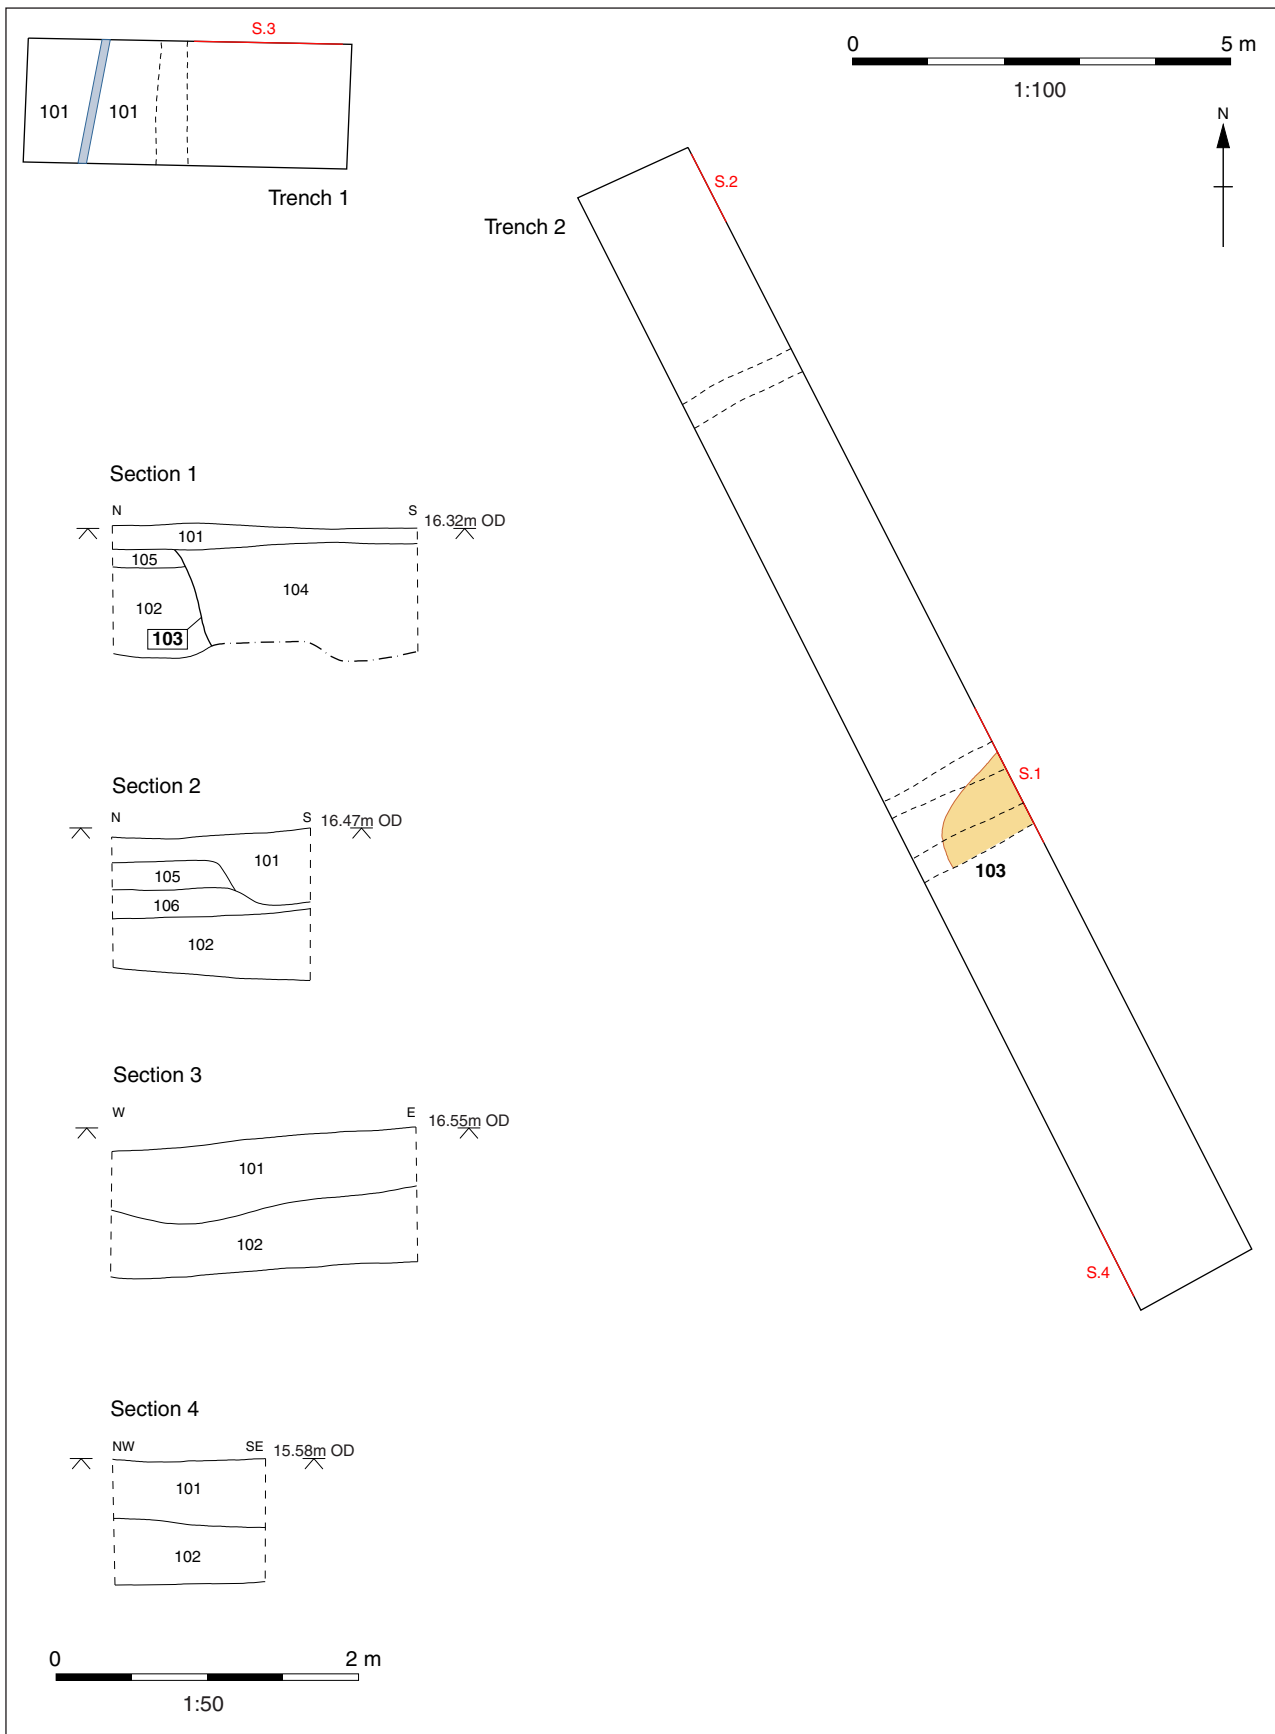 S.3
101
101
Trench 1
0 5 m
1:100
N
Trench 2
S.2
S.1
103
S.4
Section 1
N S
16.32m OD
101
105
104
102
103
Section 2
N S
16.47m OD
101
105
106
102
Section 3
W E
16.55m OD
101
102
Section 4
NW SE
15.58m OD
101
102
0 2 m
1:50